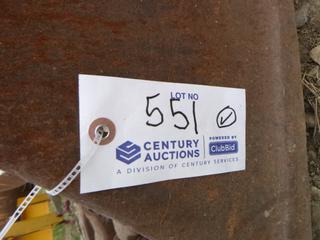 LOT NO
551
CENTURY
AUCTIONS
POWERED BY
ClubBid
A DIVISION OF CENTURY SERVICES